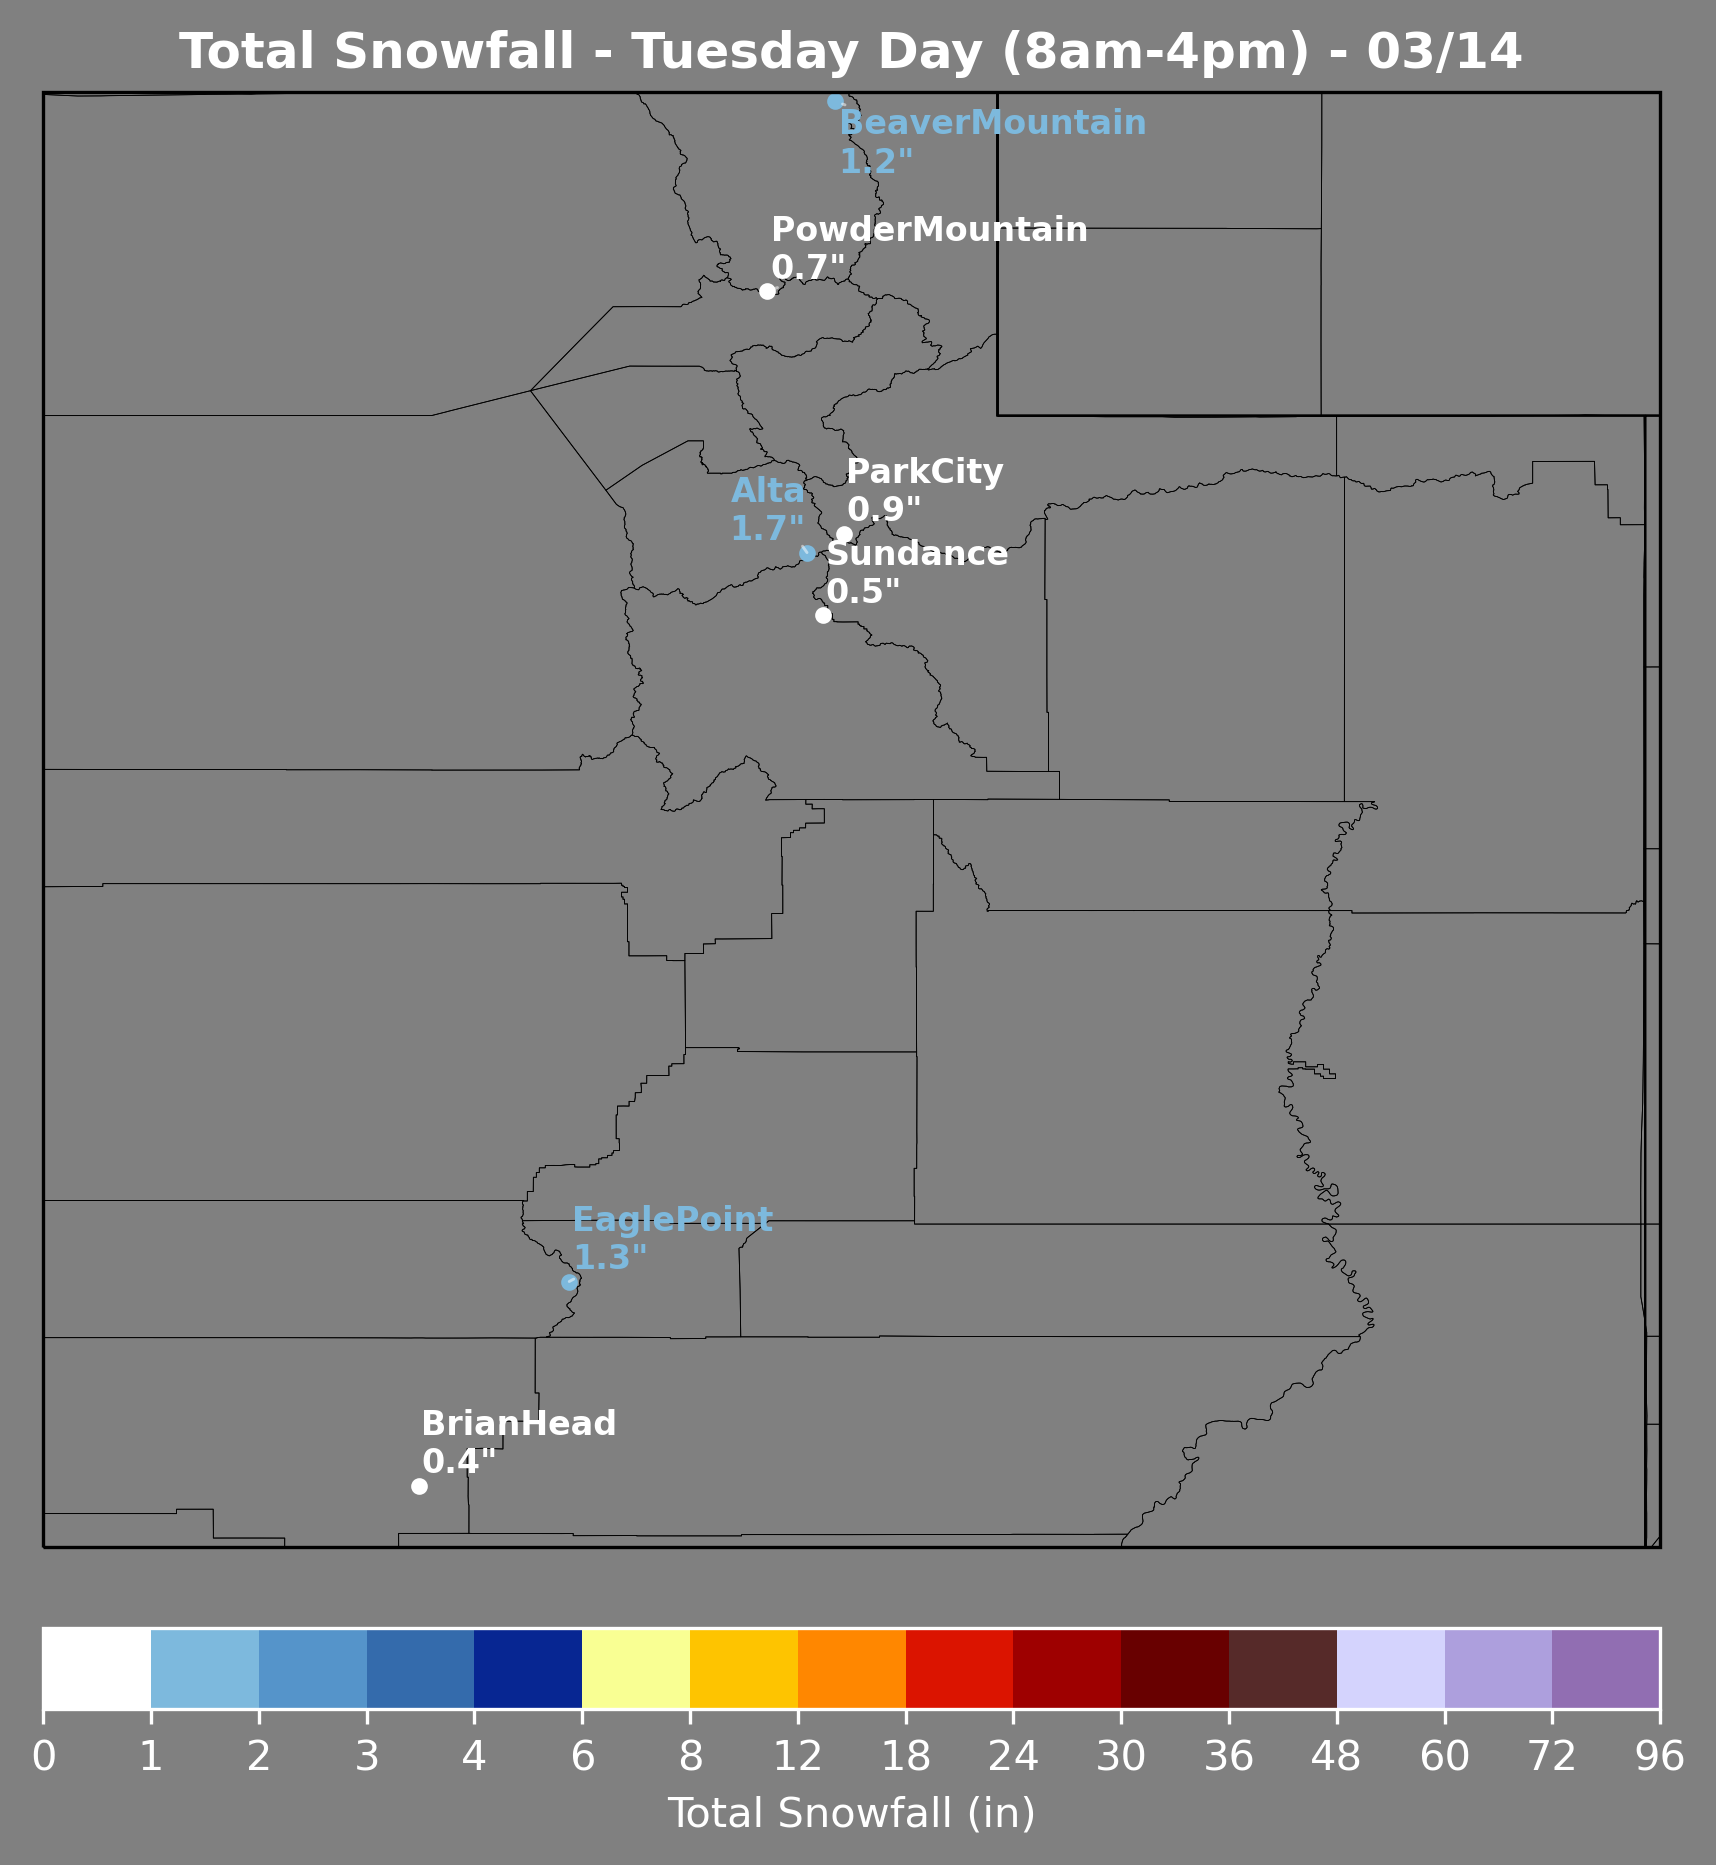 Total Snowfall - Tuesday Day (8am-4pm) - 03/14
BeaverMountain
1.2"
PowderMountain
0.7"
ParkCity
0.9"
Alta
1.7"
Sundance
0.5"
EaglePoint
1.3"
BrianHead
0.4"
0 1 2 3 4 6 8 12 18 24 30 36 48 60 72 96
Total Snowfall (in)